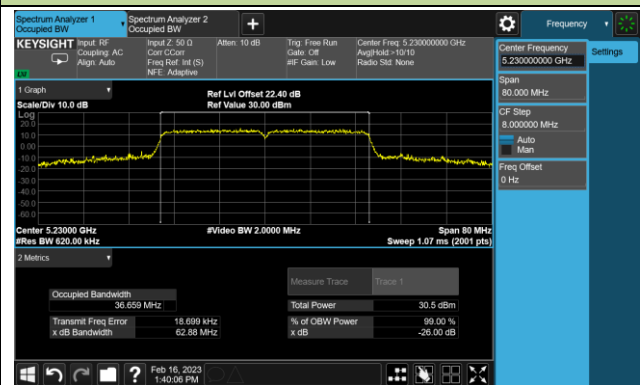 Spectrum Analyzer 1
Occupied BW
Spectrum Analyzer 2
Occupied BW
+
Frequency
KEYSIGHT
Input: RF
Coupling: AC
Align: Auto
Input Z: 50 Ω
Corr CCorr
Freq Ref: Int (S)
NFE: Adaptive
Atten: 10 dB
Trig: Free Run
Gate: Off
#IF Gain: Low
Center Freq: 5.230000000 GHz
Avg|Hold:>10/10
Radio Std: None
Center Frequency
5.230000000 GHz
Settings
Span
80.000 MHz
CF Step
8.000000 MHz
Auto
Man
Freq Offset
0 Hz
1 Graph
Scale/Div 10.0 dB
Ref Lvl Offset 22.40 dB
Ref Value 30.00 dBm
Log
20.0
10.0
0.00
-10.0
-20.0
-30.0
-40.0
-50.0
-60.0
Center 5.23000 GHz
#Res BW 620.00 kHz
#Video BW 2.0000 MHz
Span 80 MHz
Sweep 1.07 ms (2001 pts)
2 Metrics
Measure Trace
Trace 1
Occupied Bandwidth
36.659 MHz
Total Power
30.5 dBm
Transmit Freq Error
18.699 kHz
% of OBW Power
99.00 %
x dB Bandwidth
62.88 MHz
x dB
-26.00 dB
?
Feb 16, 2023
1:40:06 PM